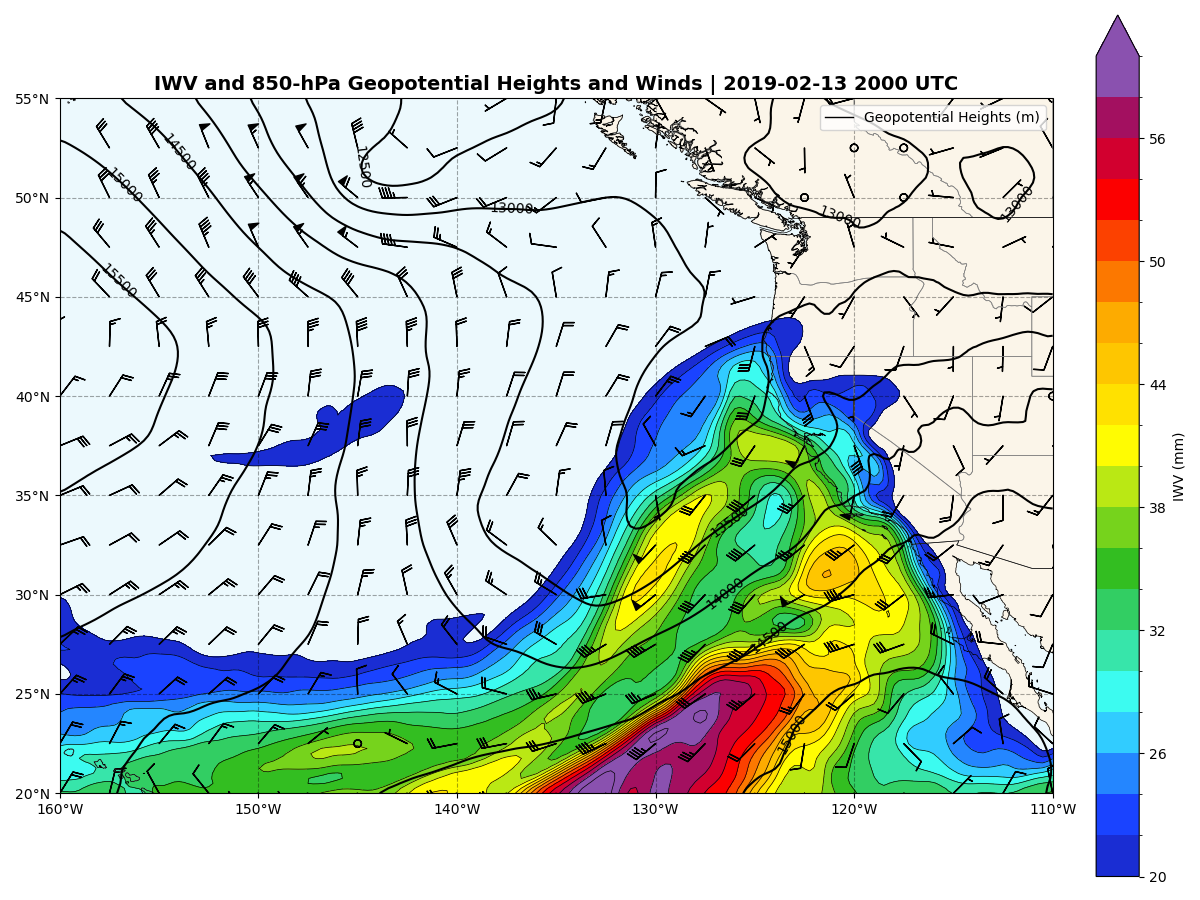 IWV and 850-hPa Geopotential Heights and Winds | 2019-02-13 2000 UTC
Geopotential Heights (m)
55°N
50°N
45°N
40°N
35°N
30°N
25°N
20°N
160°W
150°W
140°W
130°W
120°W
110°W
14500
15000
15500
12500
13000
13000
13000
13500
14000
14500
15000
56
50
44
38
32
26
20
IWV (mm)